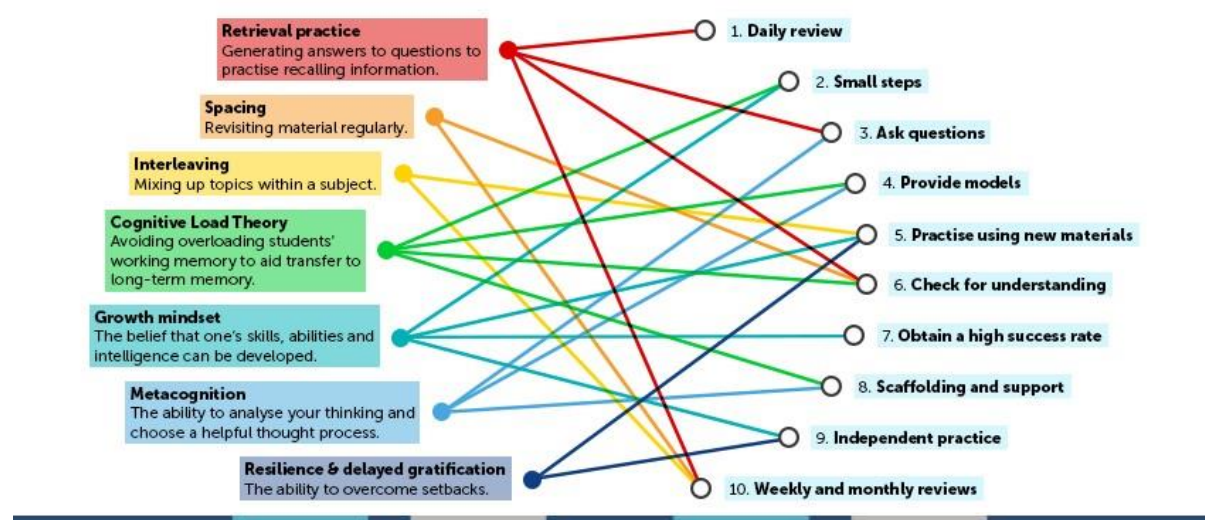 Retrieval practice
Generating answers to questions to
practise recalling information.
Spacing
Revisiting material regularly.
Interleaving
Mixing up topics within a subject.
Cognitive Load Theory
Avoiding overloading students'
working memory to aid transfer to
long-term memory.
Growth mindset
The belief that one's skills, abilities and
intelligence can be developed.
Metacognition
The ability to analyse your thinking and
choose a helpful thought process.
Resilience & delayed gratification
The ability to overcome setbacks.
1. Daily review
2. Small steps
3. Ask questions
4. Provide models
5. Practise using new materials
6. Check for understanding
7. Obtain a high success rate
8. Scaffolding and support
9. Independent practice
10. Weekly and monthly reviews